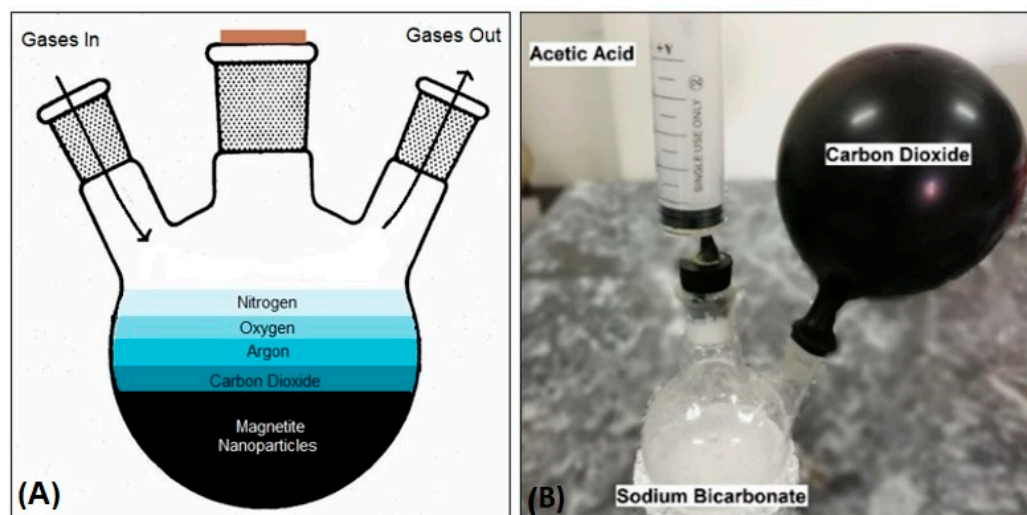 Gases In
Gases Out
Nitrogen
Oxygen
Argon
Carbon Dioxide
Magnetite
Nanoparticles
(A)
Acetic Acid
SINGLE USE ONLY ②
Carbon Dioxide
Sodium Bicarbonate
(B)